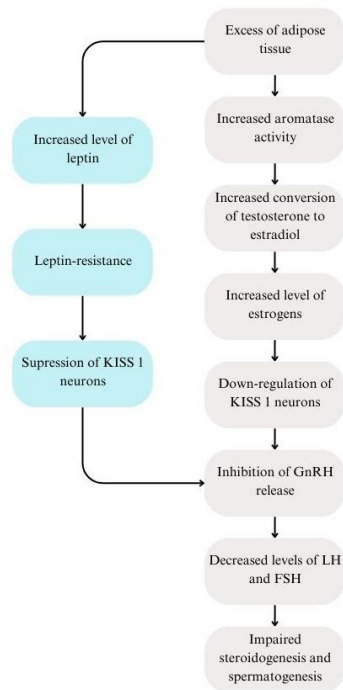 Excess of adipose
tissue
Increased aromatase
activity
Increased level of
leptin
Increased conversion
of testosterone to
estradiol
Leptin-resistance
Increased level of
estrogens
Supression of KISS 1
neurons
Down-regulation of
KISS 1 neurons
Inhibition of GnRH
release
Decreased levels of LH
and FSH
Impaired
steroidogenesis and
spermatogenesis